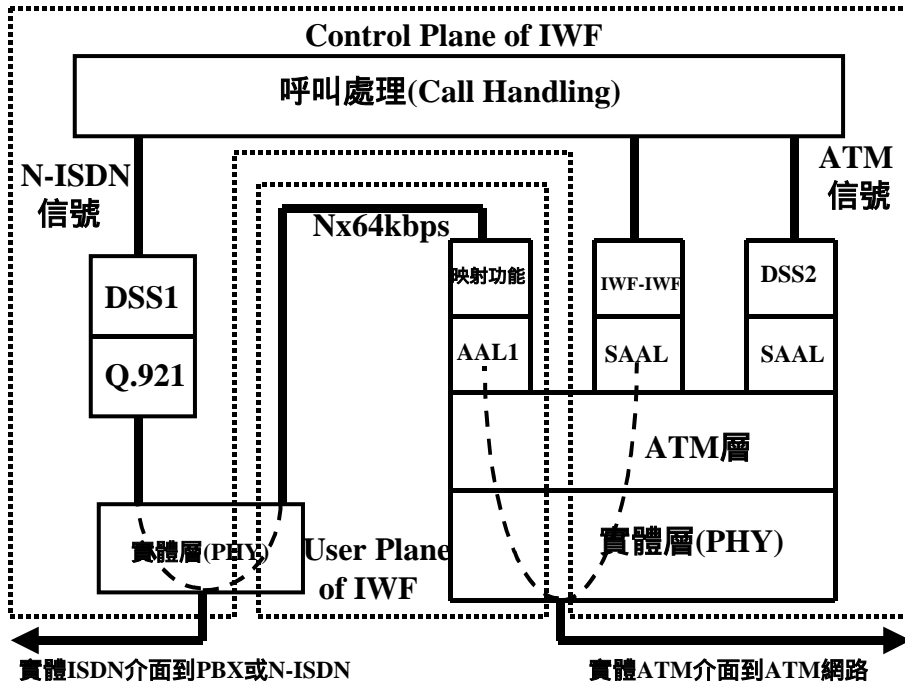 Control Plane of IWF
呼叫處理(Call Handling)
N-ISDN
信號
ATM
信號
Nx64kbps
映射功能
IWF-IWF
DSS2
DSS1
AAL1
SAAL
SAAL
Q.921
ATM層
實體層(PHY)
實體層(PHY)
User Plane
of IWF
實體ISDN介面到PBX或N-ISDN
實體ATM介面到ATM網路